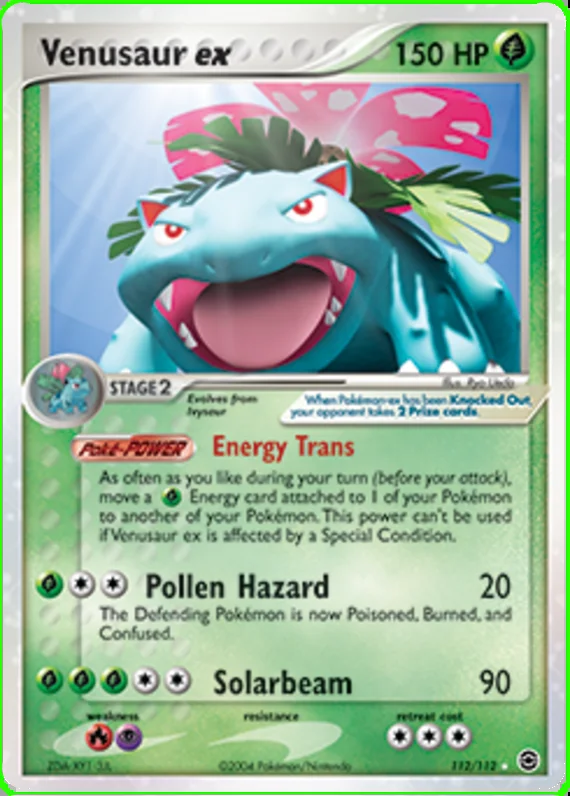 Venusaur ex 150 HP
Illus. Ryo Ueda
STAGE 2
Evolves from
Ivysaur
When Pokémon-ex has been Knocked Out,
your opponent takes 2 Prize cards.
Poké-POWER Energy Trans
As often as you like during your turn (before your attack),
move a Energy card attached to 1 of your Pokémon
to another of your Pokémon. This power can't be used
if Venusaur ex is affected by a Special Condition.
Pollen Hazard 20
The Defending Pokémon is now Poisoned, Burned, and
Confused.
Solarbeam 90
weakness resistance retreat cost
©2004 Pokémon/Nintendo 112/112